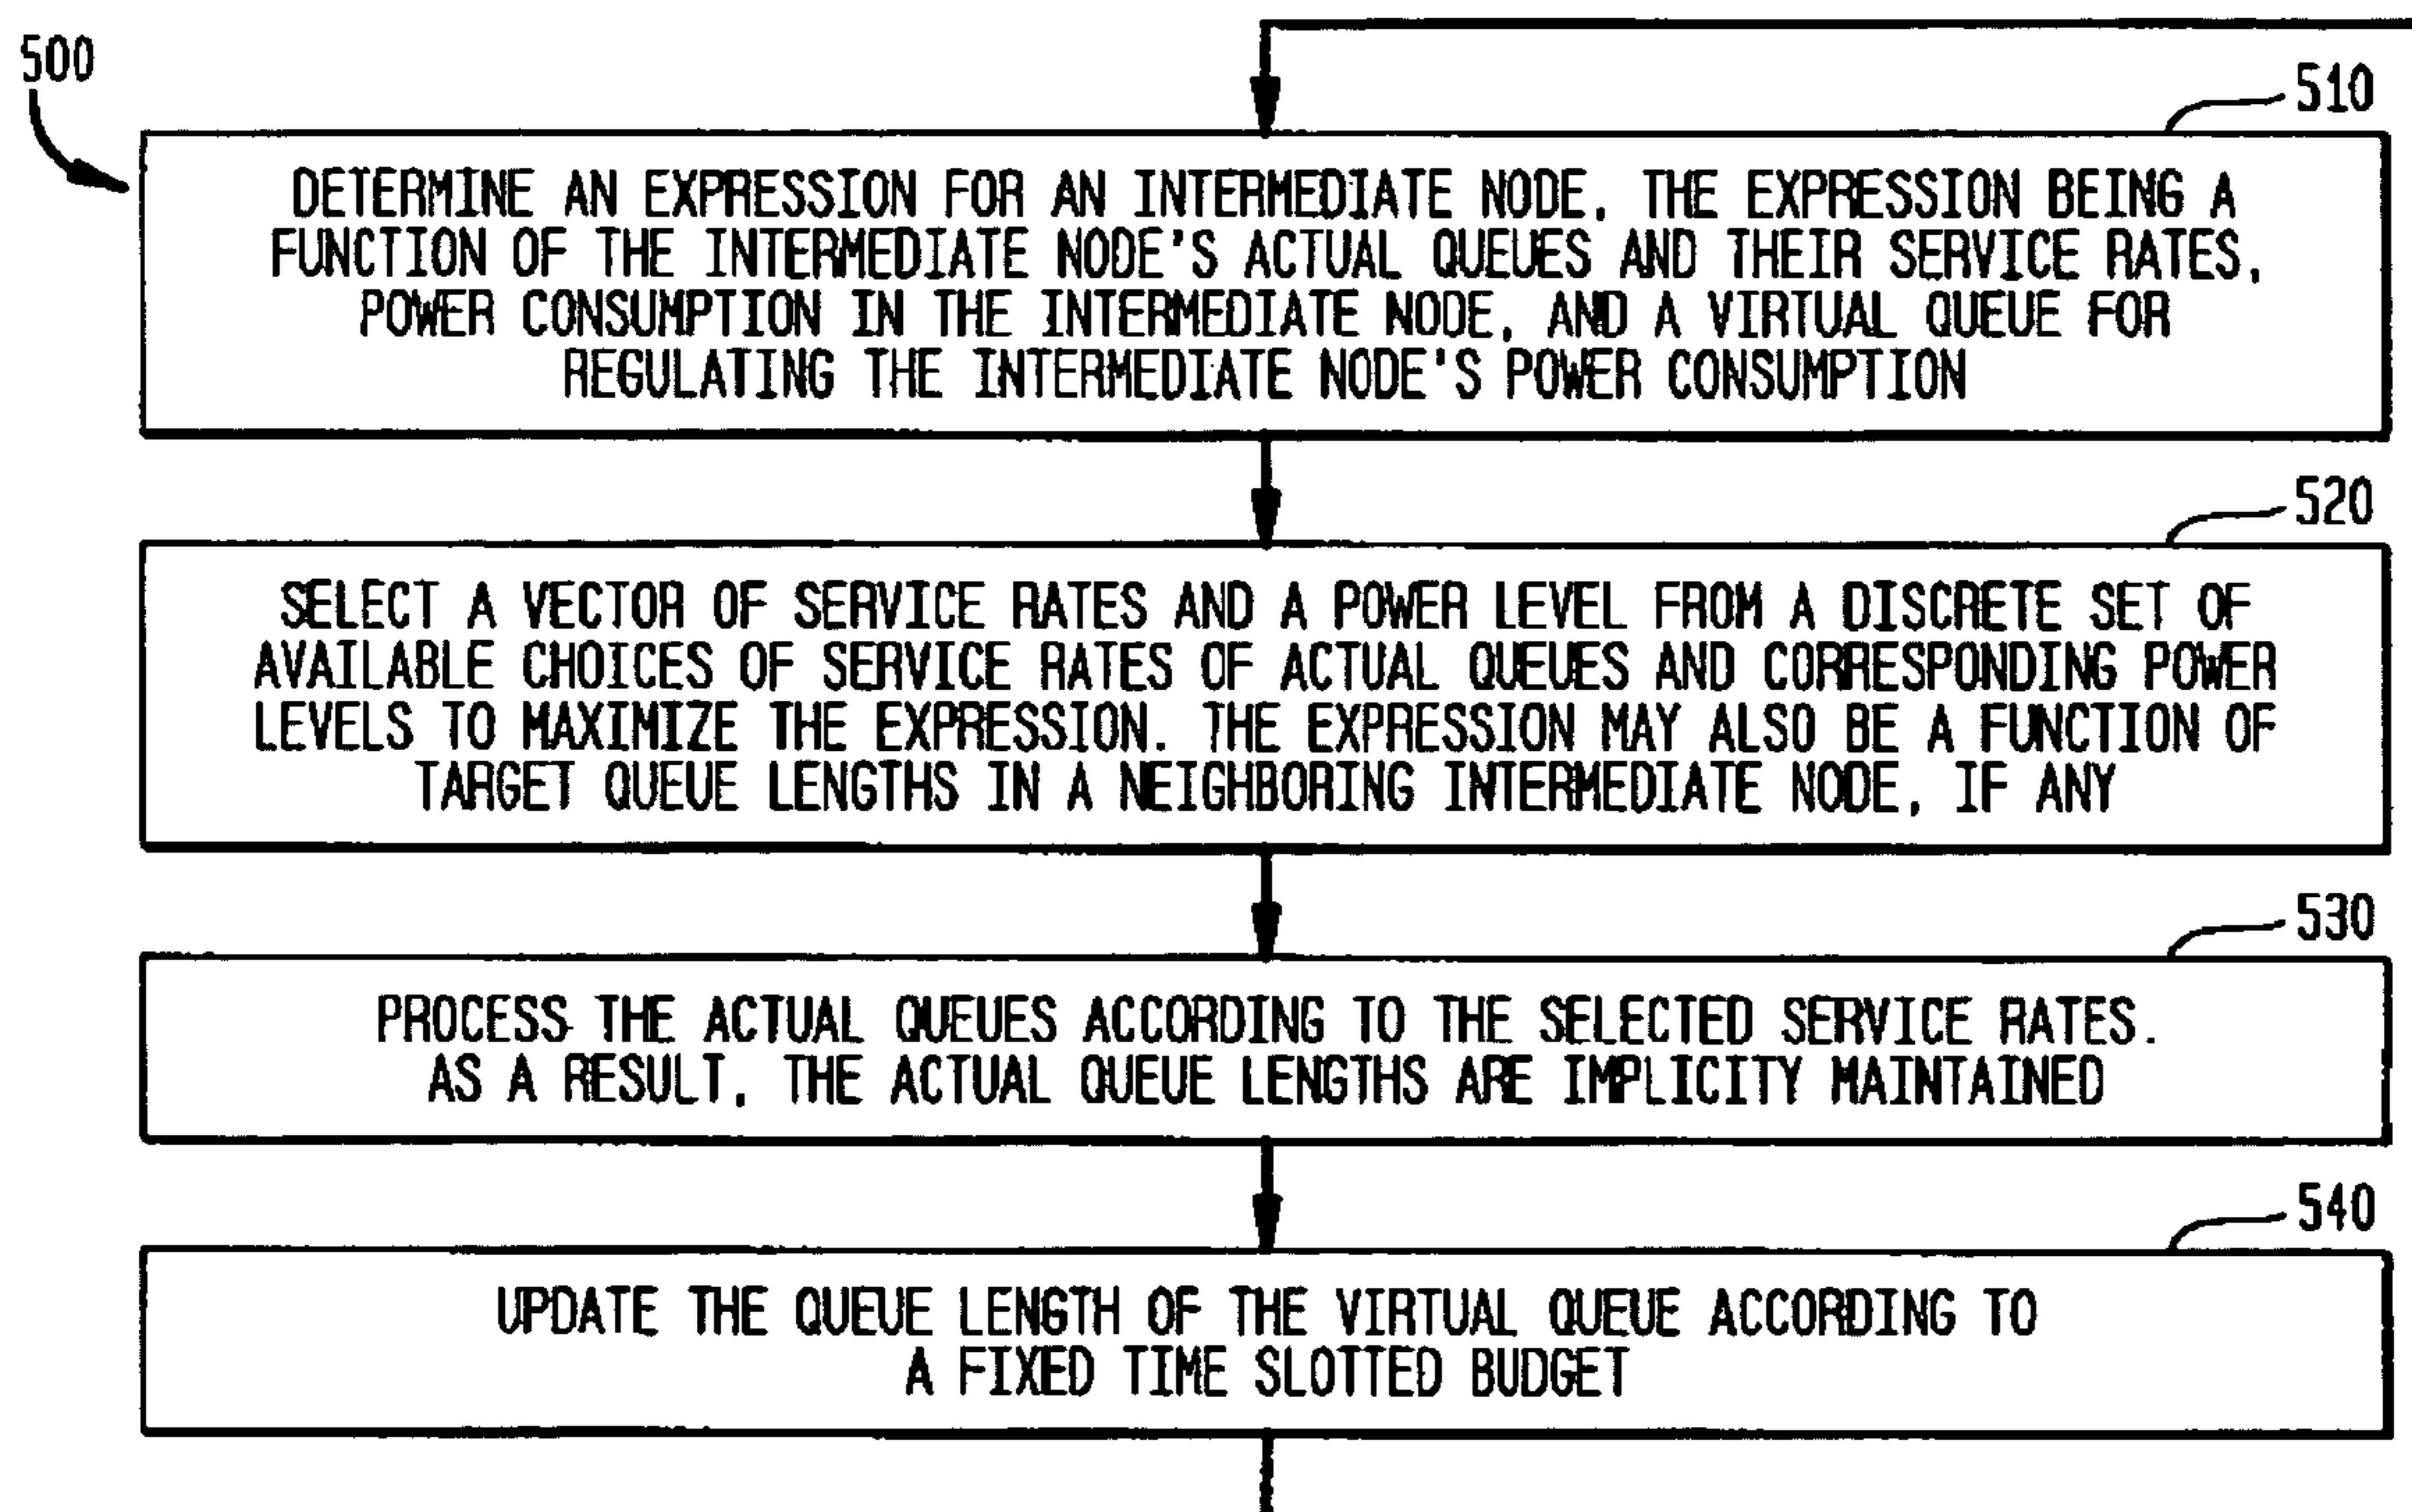 500
510
DETERMINE AN EXPRESSION FOR AN INTERMEDIATE NODE, THE EXPRESSION BEING A
FUNCTION OF THE INTERMEDIATE NODE'S ACTUAL QUEUES AND THEIR SERVICE RATES,
POWER CONSUMPTION IN THE INTERMEDIATE NODE, AND A VIRTUAL QUEUE FOR
REGULATING THE INTERMEDIATE NODE'S POWER CONSUMPTION
520
SELECT A VECTOR OF SERVICE RATES AND A POWER LEVEL FROM A DISCRETE SET OF
AVAILABLE CHOICES OF SERVICE RATES OF ACTUAL QUEUES AND CORRESPONDING POWER
LEVELS TO MAXIMIZE THE EXPRESSION. THE EXPRESSION MAY ALSO BE A FUNCTION OF
TARGET QUEUE LENGTHS IN A NEIGHBORING INTERMEDIATE NODE, IF ANY
530
PROCESS THE ACTUAL QUEUES ACCORDING TO THE SELECTED SERVICE RATES.
AS A RESULT, THE ACTUAL QUEUE LENGTHS ARE IMPLICITY MAINTAINED
540
UPDATE THE QUEUE LENGTH OF THE VIRTUAL QUEUE ACCORDING TO
A FIXED TIME SLOTTED BUDGET